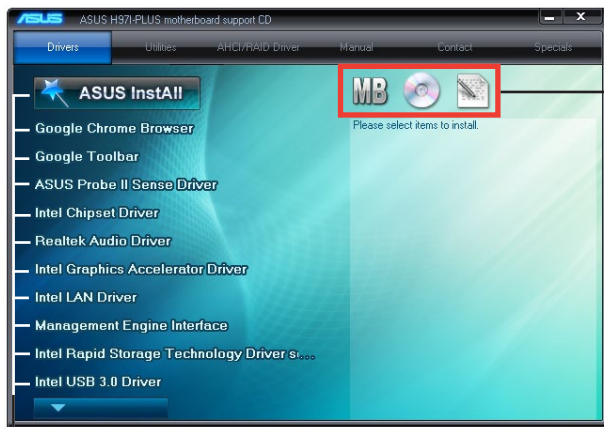 ASUS ASUS H97I-PLUS motherboard support CD
Drivers Utilities AHCI/RAID Driver Manual Contact Specials
ASUS InstAll
MB
Please select items to install.
Google Chrome Browser
Google Toolbar
ASUS Probe II Sense Driver
Intel Chipset Driver
Realtek Audio Driver
Intel Graphics Accelerator Driver
Intel LAN Driver
Management Engine Interface
Intel Rapid Storage Technology Driver s....
Intel USB 3.0 Driver